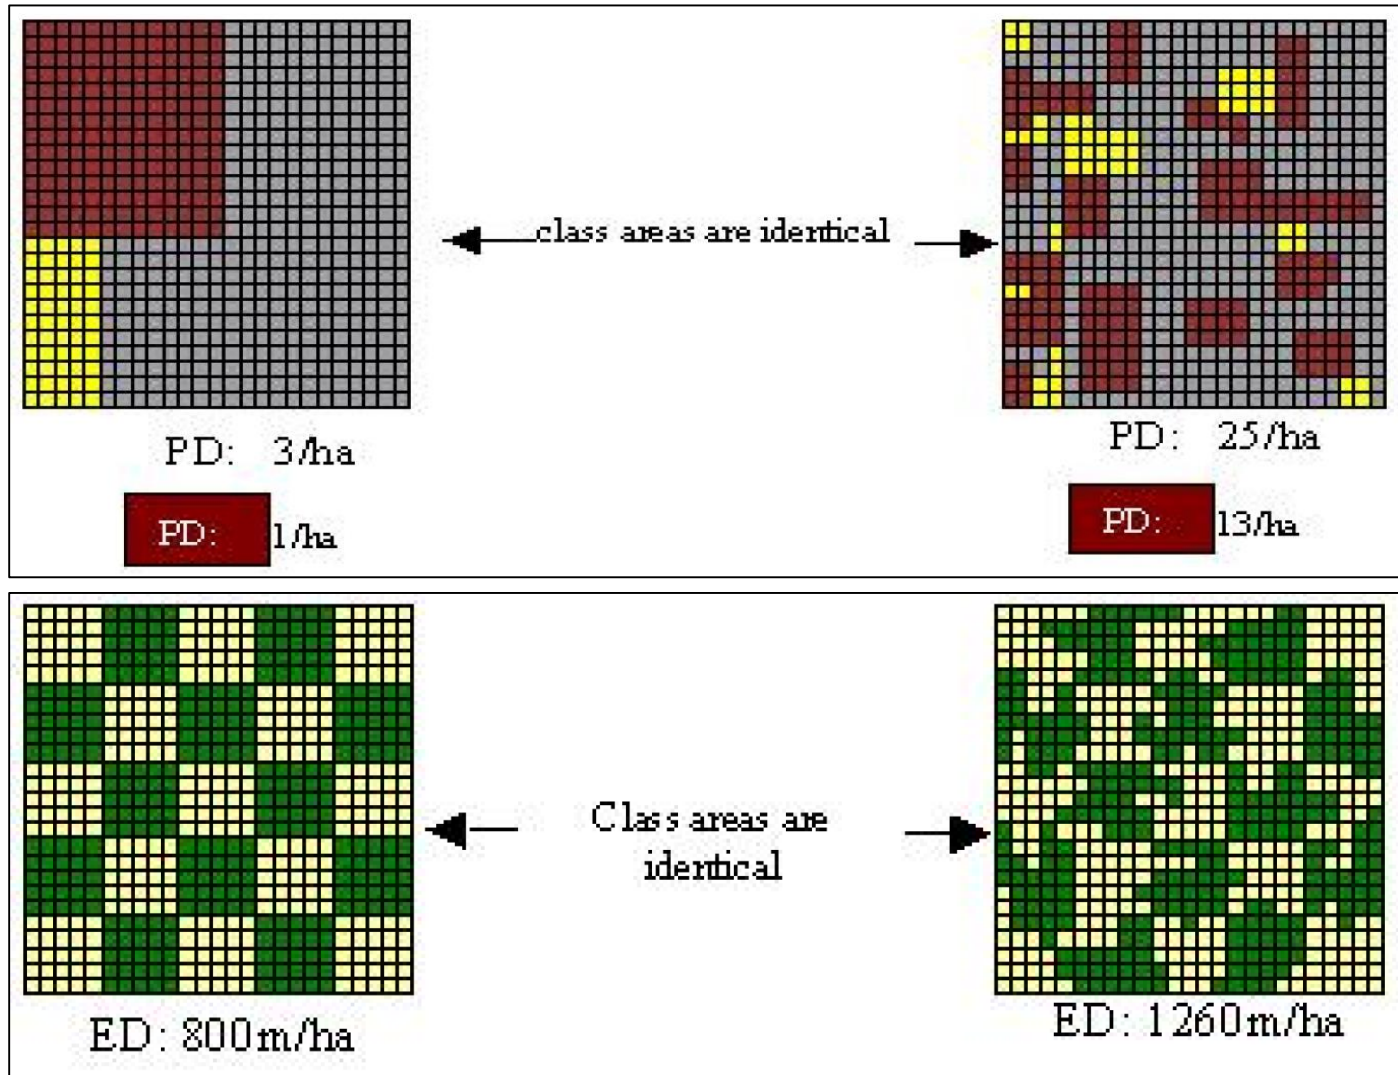 class areas are identical
PD: 3/ha
PD: 25/ha
PD: 1/ha
PD: 13/ha
Class areas are
identical
ED: 800m/ha
ED: 1260m/ha